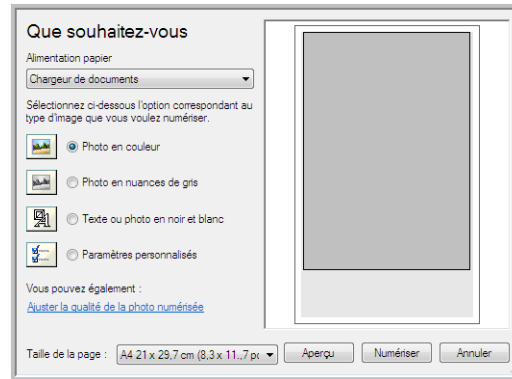 Que souhaitez-vous
Alimentation papier
Chargeur de documents
Sélectionnez ci-dessous l'option correspondant au
type d'image que vous voulez numériser.
Photo en couleur
Photo en nuances de gris
Texte ou photo en noir et blanc
Paramètres personnalisés
Vous pouvez également :
Ajuster la qualité de la photo numérisée
Taille de la page : A4 21 x 29,7 cm (8,3 x 11.,7 pc Aperçu Numériser Annuler